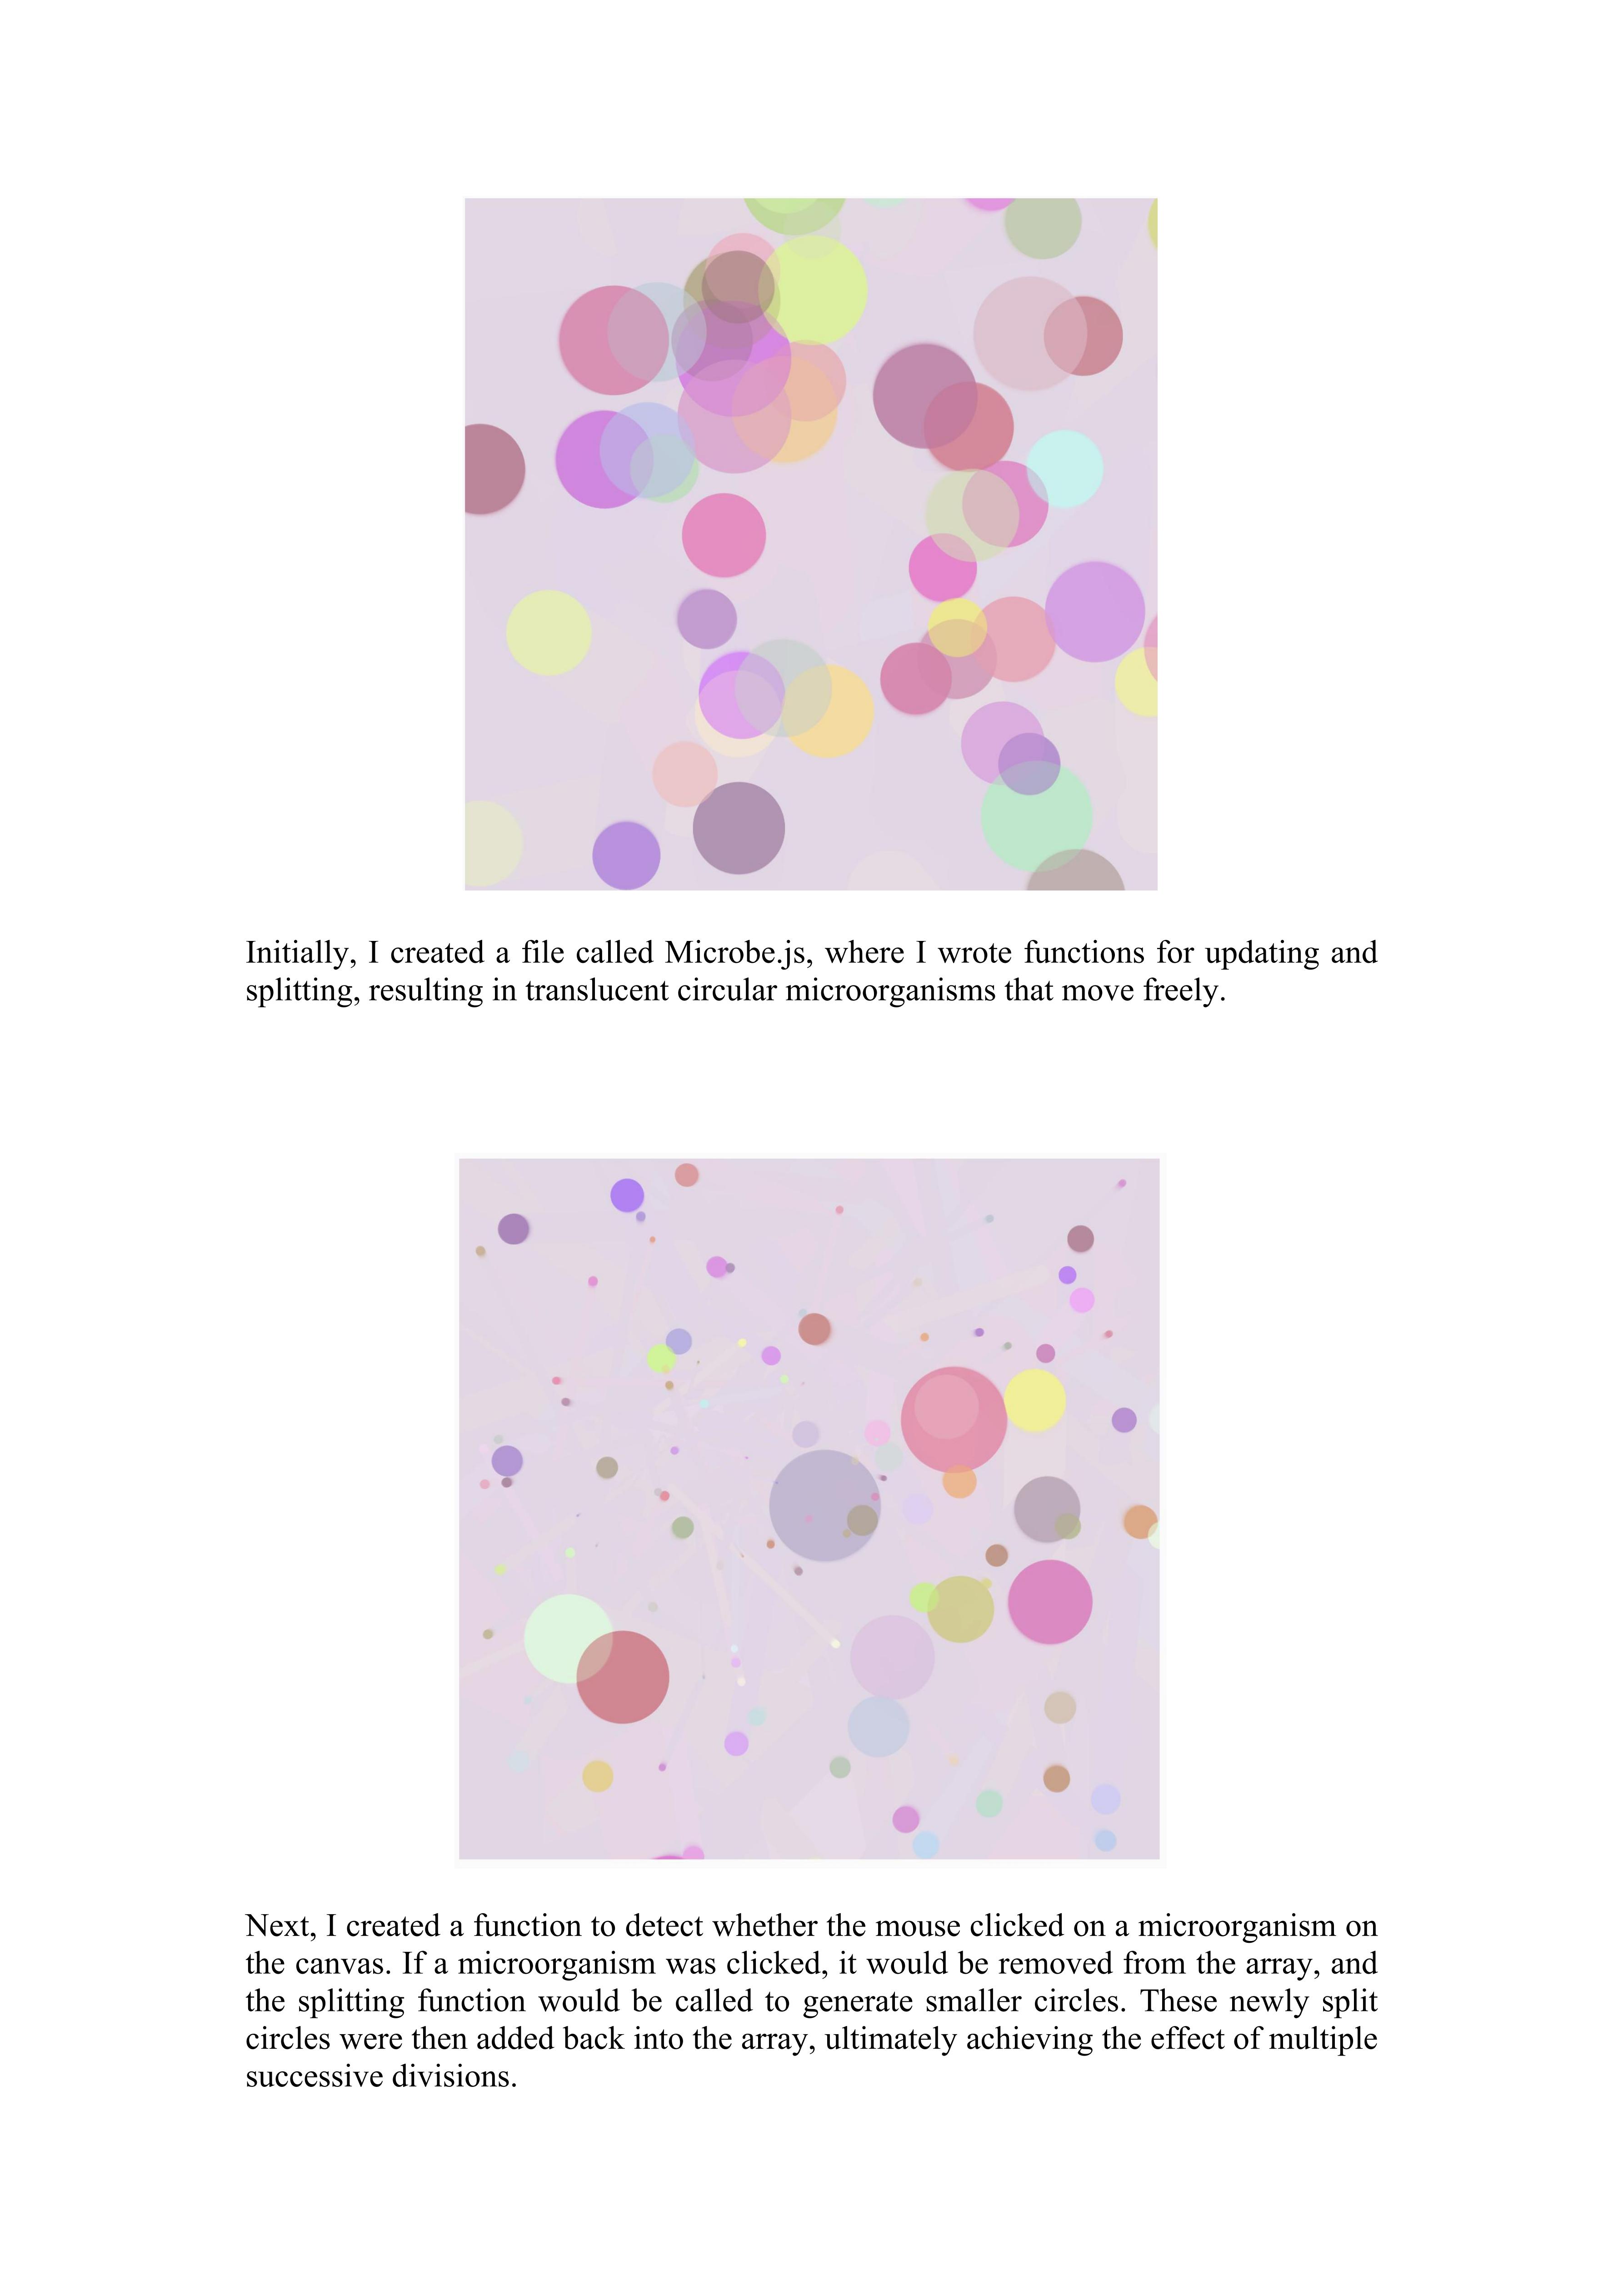 Initially, I created a file called Microbe.js, where I wrote functions for updating and
splitting, resulting in translucent circular microorganisms that move freely.
Next, I created a function to detect whether the mouse clicked on a microorganism on
the canvas. If a microorganism was clicked, it would be removed from the array, and
the splitting function would be called to generate smaller circles. These newly split
circles were then added back into the array, ultimately achieving the effect of multiple
successive divisions.